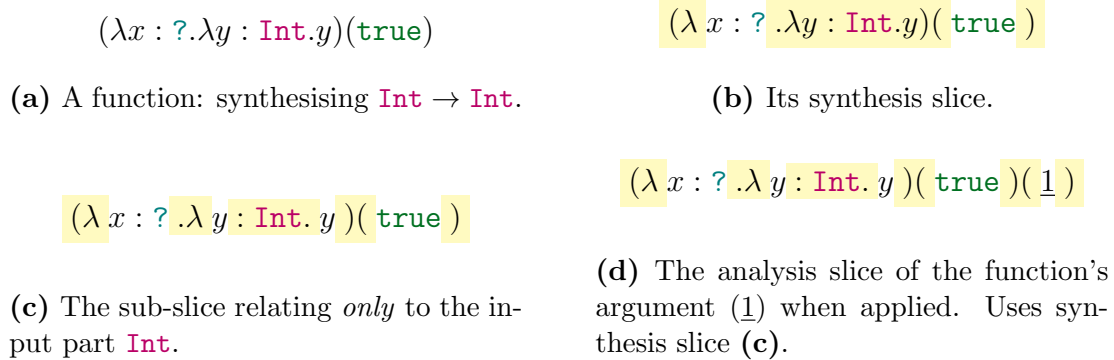 (λx : ?.λy : Int.y)(true)
(a) A function: synthesising Int → Int.
(λ x : ? .λy : Int.y)( true )
(b) Its synthesis slice.
(λ x : ? .λ y : Int. y )( true )
(c) The sub-slice relating only to the in-
put part Int.
(λ x : ? .λ y : Int. y )( true )( 1 )
(d) The analysis slice of the function's
argument (1) when applied. Uses syn-
thesis slice (c).